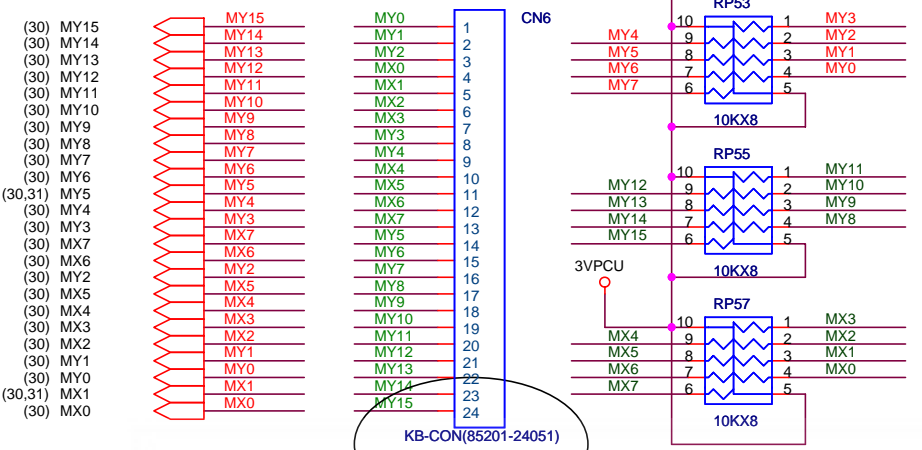 (30) MY15 MY15
(30) MY14 MY14
(30) MY13 MY13
(30) MY12 MY12
(30) MY11 MY11
(30) MY10 MY10
(30) MY9 MY9
(30) MY8 MY8
(30) MY7 MY7
(30) MY6 MY6
(30,31) MY5 MY5
(30) MY4 MY4
(30) MY3 MY3
(30) MX7 MX7
(30) MX6 MX6
(30) MY2 MY2
(30) MX5 MX5
(30) MX4 MX4
(30) MX3 MX3
(30) MX2 MX2
(30) MY1 MY1
(30) MY0 MY0
(30,31) MX1 MX1
(30) MX0 MX0
CN6
MY0 1
MY1 2
MY2 3
MX0 4
MX1 5
MX2 6
MX3 7
MY3 8
MY4 9
MX4 10
MX5 11
MX6 12
MX7 13
MY5 14
MY6 15
MY7 16
MY8 17
MY9 18
MY10 19
MY11 20
MY12 21
MY13 22
MY14 23
MY15 24
KB-CON(85201-24051)
RP53
10 1 MY3
MY4 9 2 MY2
MY5 8 3 MY1
MY6 7 4 MY0
MY7 6 5
10KX8
RP55
10 1 MY11
MY12 9 2 MY10
MY13 8 3 MY9
MY14 7 4 MY8
MY15 6 5
10KX8
3VPCU
RP57
10 1 MX3
MX4 9 2 MX2
MX5 8 3 MX1
MX6 7 4 MX0
MX7 6 5
10KX8